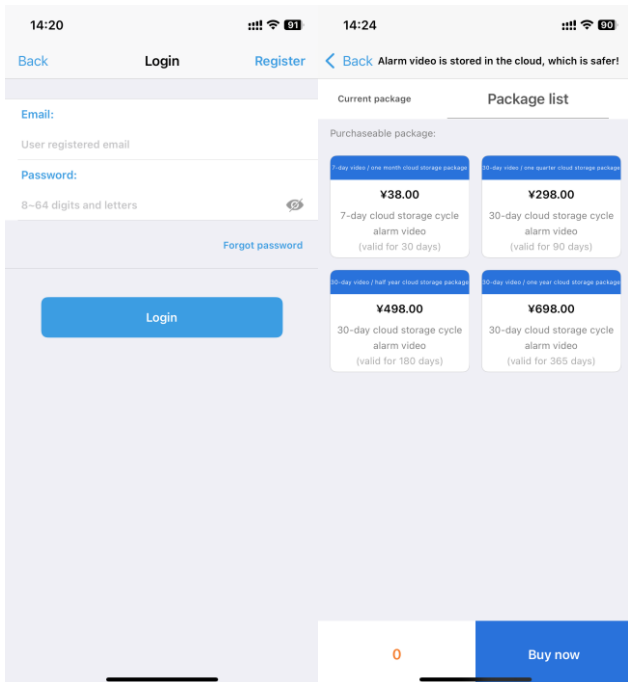 14:20
91
Back
Login
Register
Email:
User registered email
Password:
8~64 digits and letters
Forgot password
Login
14:24
90
Back
Alarm video is stored in the cloud, which is safer!
Current package
Package list
Purchaseable package:
7-day video / one month cloud storage package
¥38.00
7-day cloud storage cycle
alarm video
(valid for 30 days)
30-day video / one quarter cloud storage package
¥298.00
30-day cloud storage cycle
alarm video
(valid for 90 days)
30-day video / half year cloud storage package
¥498.00
30-day cloud storage cycle
alarm video
(valid for 180 days)
30-day video / one year cloud storage package
¥698.00
30-day cloud storage cycle
alarm video
(valid for 365 days)
0
Buy now